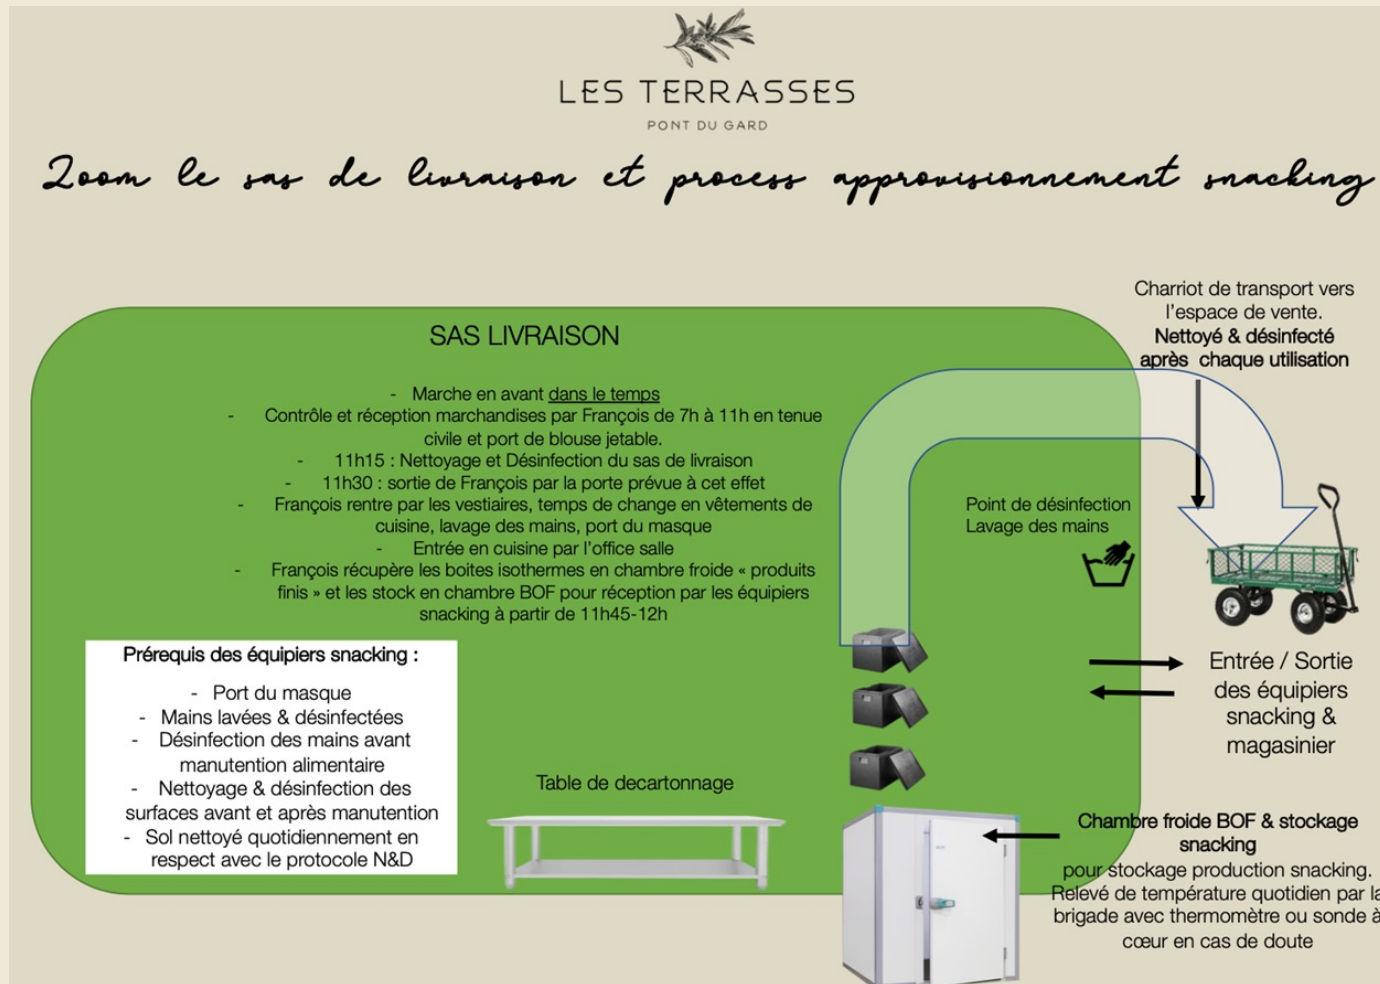 LES TERRASSES
PONT DU GARD
Zoom le sas de livraison et process approvisionnement snacking
Charriot de transport vers
l'espace de vente.
Nettoyé & désinfecté
après chaque utilisation
SAS LIVRAISON
- Marche en avant dans le temps
- Contrôle et réception marchandises par François de 7h à 11h en tenue
civile et port de blouse jetable.
- 11h15 : Nettoyage et Désinfection du sas de livraison
- 11h30 : sortie de François par la porte prévue à cet effet
- François rentre par les vestiaires, temps de change en vêtements de
cuisine, lavage des mains, port du masque
- Entrée en cuisine par l'office salle
- François récupère les boites isothermes en chambre froide « produits
finis » et les stock en chambre BOF pour réception par les équipiers
snacking à partir de 11h45-12h
Point de désinfection
Lavage des mains
Prérequis des équipiers snacking :
- Port du masque
- Mains lavées & désinfectées
- Désinfection des mains avant
manutention alimentaire
- Nettoyage & désinfection des
surfaces avant et après manutention
- Sol nettoyé quotidiennement en
respect avec le protocole N&D
Table de decartonnage
Entrée / Sortie
des équipiers
snacking &
magasinier
Chambre froide BOF & stockage
snacking
pour stockage production snacking.
Relevé de température quotidien par la
brigade avec thermomètre ou sonde à
cœur en cas de doute